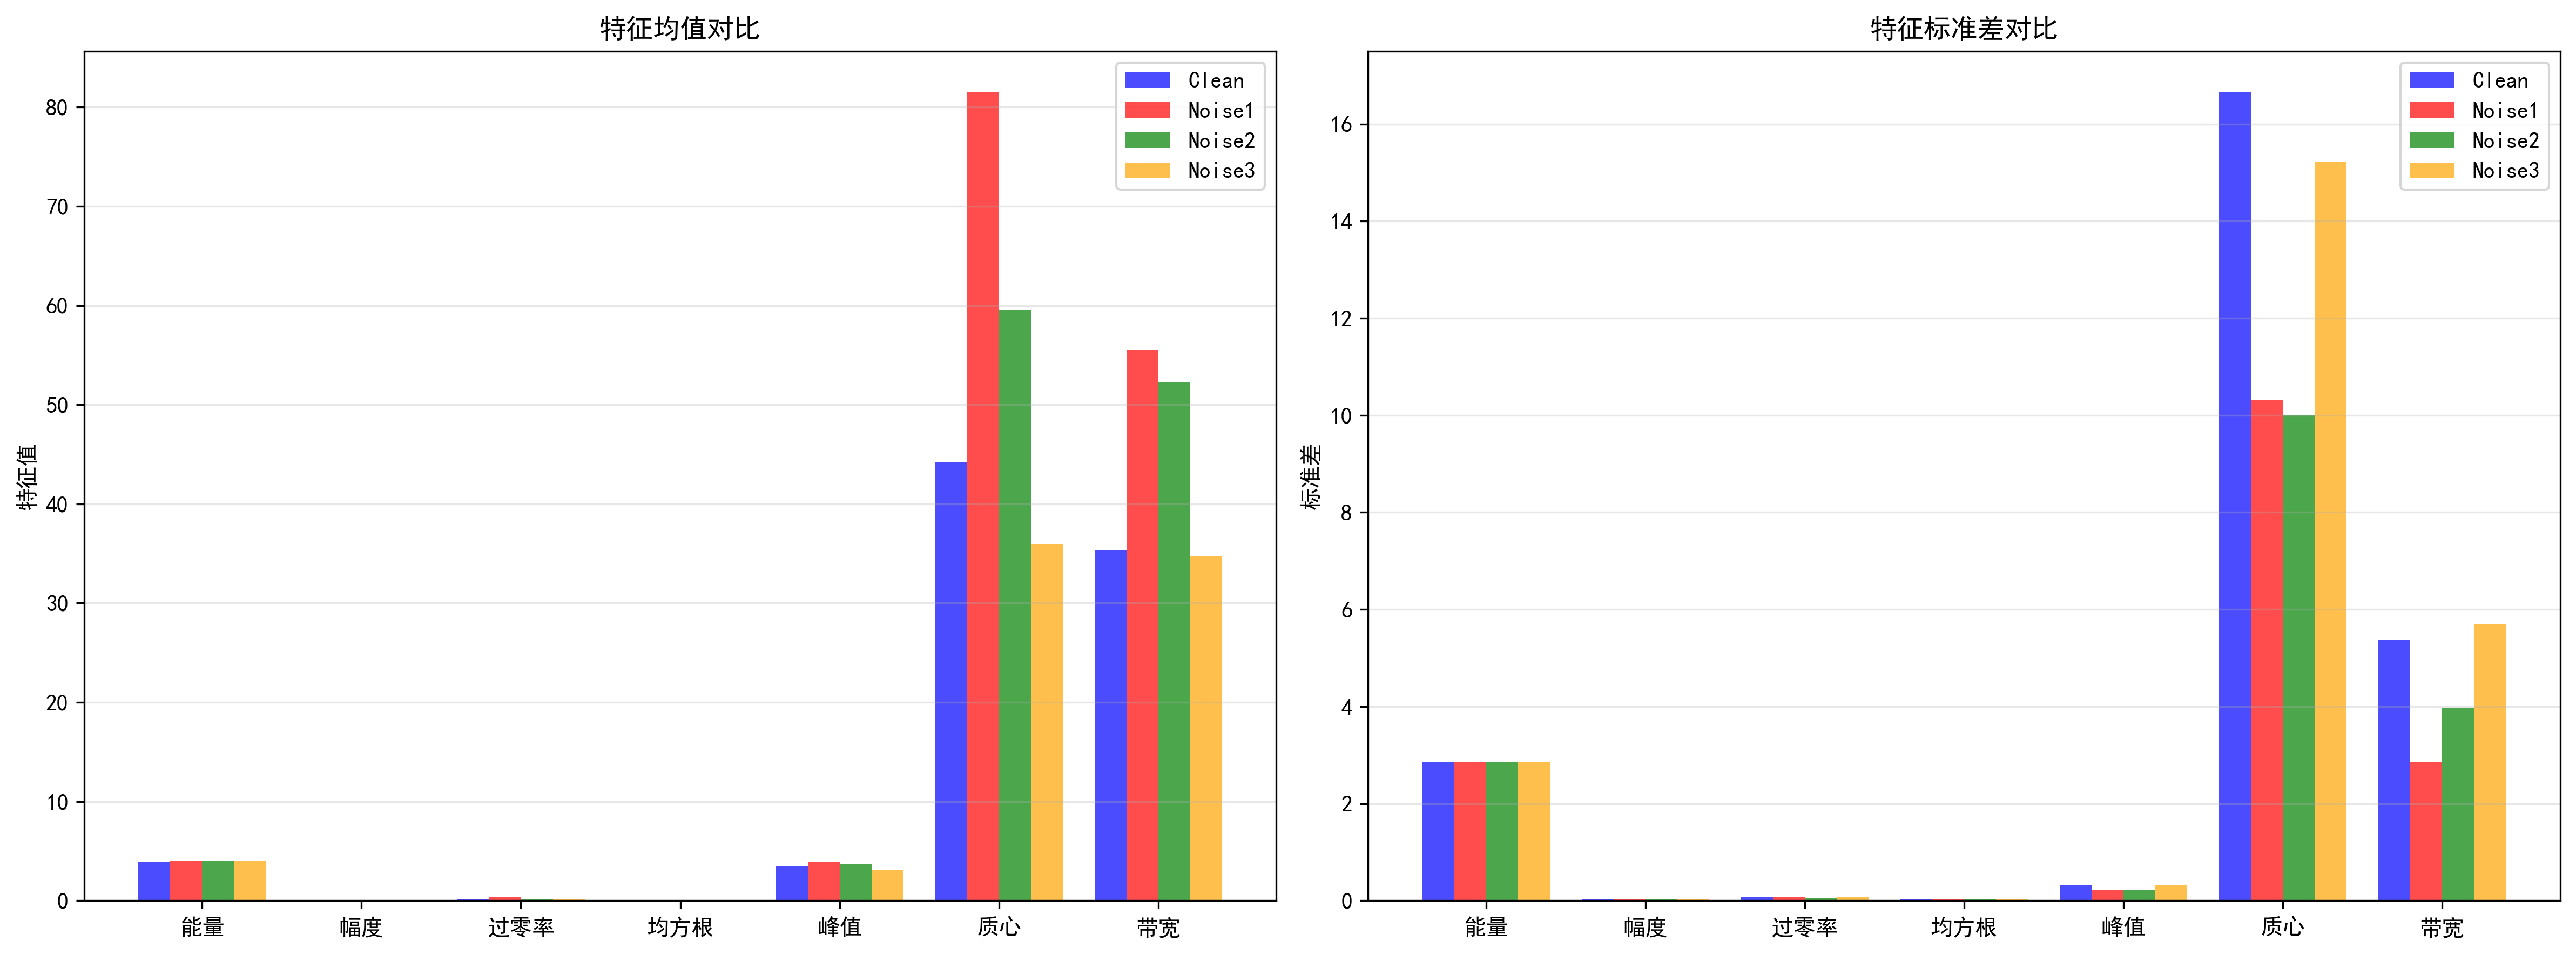 特征均值对比
特征值
80
70
60
50
40
30
20
10
0
能量 幅度 过零率 均方根 峰值 质心 带宽
Clean
Noise1
Noise2
Noise3
特征标准差对比
标准差
16
14
12
10
8
6
4
2
0
能量 幅度 过零率 均方根 峰值 质心 带宽
Clean
Noise1
Noise2
Noise3